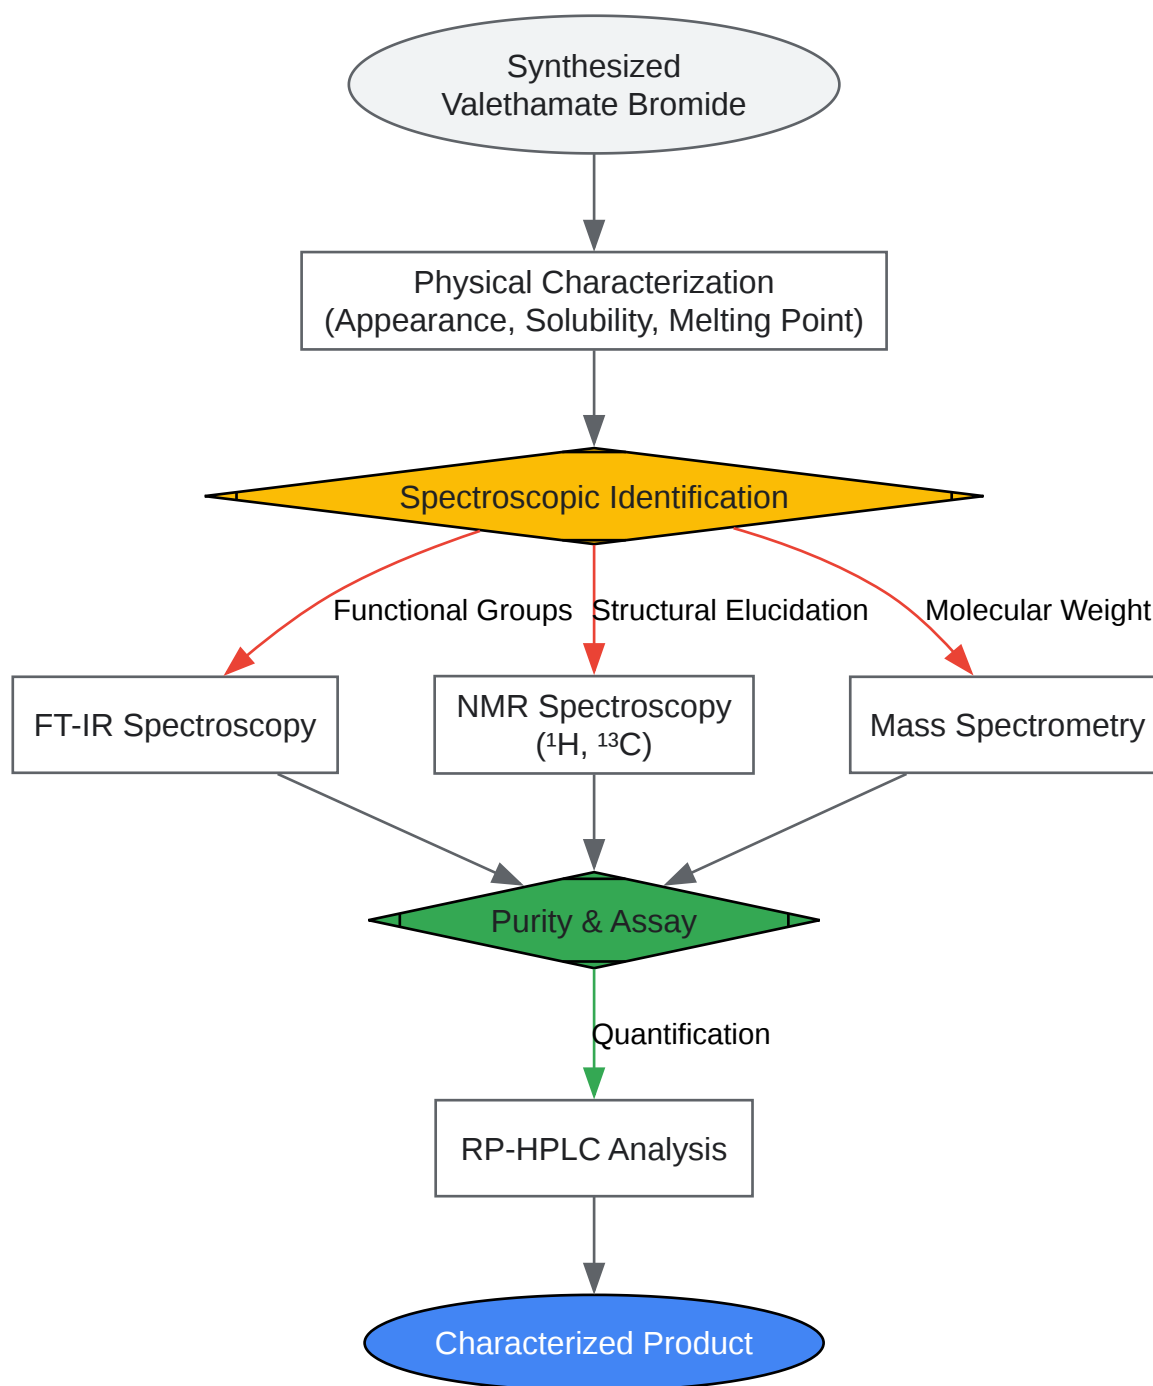 Synthesized
Valethamate Bromide
Physical Characterization
(Appearance, Solubility, Melting Point)
Spectroscopic Identification
Functional Groups
Structural Elucidation
Molecular Weight
FT-IR Spectroscopy
NMR Spectroscopy
(¹H, ¹³C)
Mass Spectrometry
Purity & Assay
Quantification
RP-HPLC Analysis
Characterized Product